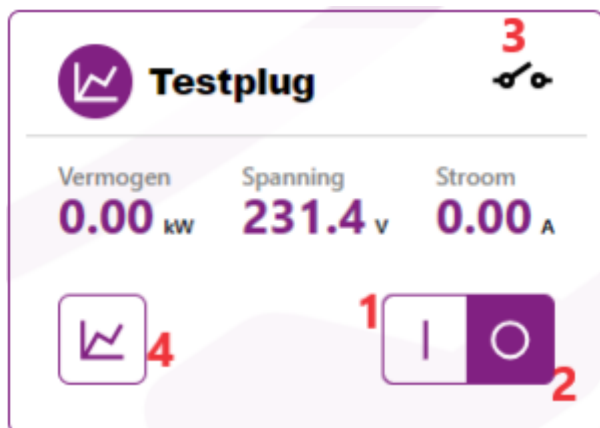 3
Testplug
Vermogen Spanning Stroom
0.00 kW 231.4 V 0.00 A
4 1 | O 2